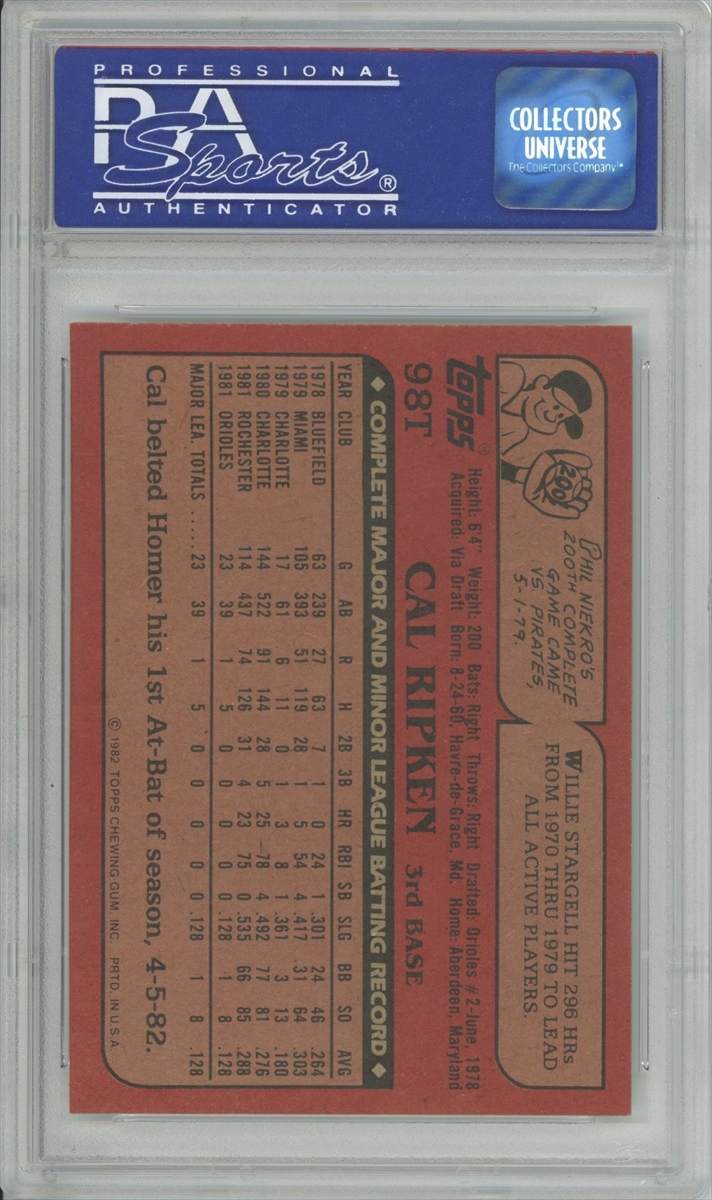 PROFESSIONAL
PSA
Sports®
AUTHENTICATOR
COLLECTORS
UNIVERSE
The Collectors Company™
200
PHIL NIEKRO'S
200TH COMPLETE
GAME CAME
VS. PIRATES,
5-1-79.
WILLIE STARGELL HIT 296 HRs
FROM 1970 THRU 1979 TO LEAD
ALL ACTIVE PLAYERS.
TOPPS®
98T
Height: 6'4" Weight: 200 Bats: Right Throws: Right Drafted: Orioles #2-June, 1978
Acquired: Via Draft Born: 8-24-60, Havre-de-Grace, Md. Home: Aberdeen, Maryland
CAL RIPKEN 3rd BASE
◆ COMPLETE MAJOR AND MINOR LEAGUE BATTING RECORD ◆
YEAR CLUB G AB R H 2B 3B HR RBI SB SLG BB SO AVG
1978 BLUEFIELD 63 239 27 63 7 1 0 24 1 .301 24 46 .264
1979 MIAMI 105 393 51 119 28 1 5 54 4 .417 31 64 .303
1979 CHARLOTTE 17 61 6 11 0 1 3 8 1 .361 3 13 .180
1980 CHARLOTTE 144 522 91 144 28 5 25 78 4 .492 77 81 .276
1981 ROCHESTER 114 437 74 126 31 4 23 75 0 .535 66 85 .288
1981 ORIOLES 23 39 1 5 0 0 0 0 0 .128 1 8 .128
MAJOR LEA. TOTALS ..... 23 39 1 5 0 0 0 0 0 .128 1 8 .128
Cal belted Homer his 1st At-Bat of season, 4-5-82.
© 1982 TOPPS CHEWING GUM INC. PRTD. IN U.S.A.